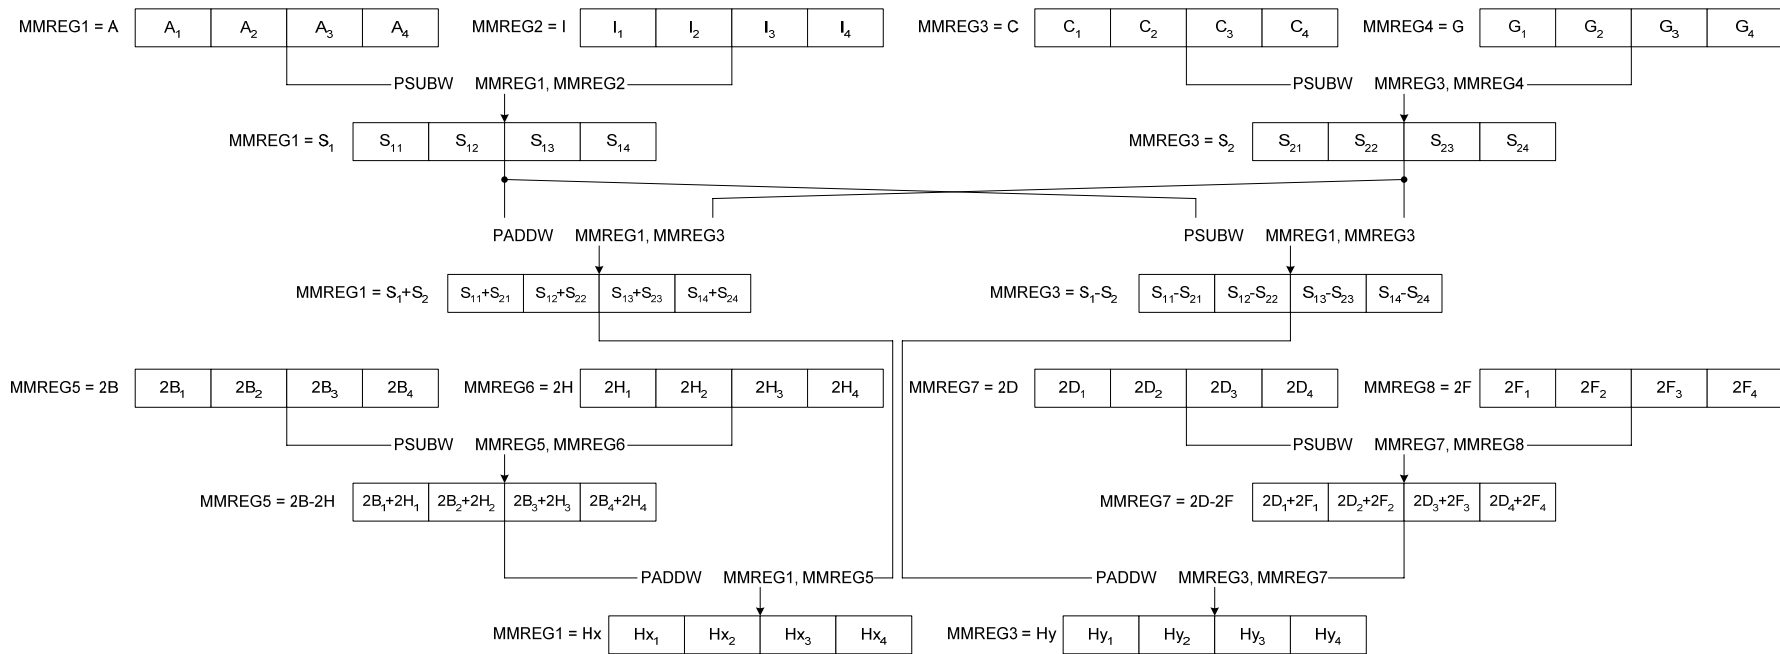 MMREG1 = A A₁ A₂ A₃ A₄ MMREG2 = I I₁ I₂ I₃ I₄ MMREG3 = C C₁ C₂ C₃ C₄ MMREG4 = G G₁ G₂ G₃ G₄
PSUBW MMREG1, MMREG2 PSUBW MMREG3, MMREG4
MMREG1 = S₁ S₁₁ S₁₂ S₁₃ S₁₄ MMREG3 = S₂ S₂₁ S₂₂ S₂₃ S₂₄
PADDW MMREG1, MMREG3 PSUBW MMREG1, MMREG3
MMREG1 = S₁+S₂ S₁₁+S₂₁ S₁₂+S₂₂ S₁₃+S₂₃ S₁₄+S₂₄ MMREG3 = S₁-S₂ S₁₁-S₂₁ S₁₂-S₂₂ S₁₃-S₂₃ S₁₄-S₂₄
MMREG5 = 2B 2B₁ 2B₂ 2B₃ 2B₄ MMREG6 = 2H 2H₁ 2H₂ 2H₃ 2H₄ MMREG7 = 2D 2D₁ 2D₂ 2D₃ 2D₄ MMREG8 = 2F 2F₁ 2F₂ 2F₃ 2F₄
PSUBW MMREG5, MMREG6 PSUBW MMREG7, MMREG8
MMREG5 = 2B-2H 2B₁+2H₁ 2B₂+2H₂ 2B₃+2H₃ 2B₄+2H₄ MMREG7 = 2D-2F 2D₁+2F₁ 2D₂+2F₂ 2D₃+2F₃ 2D₄+2F₄
PADDW MMREG1, MMREG5 PADDW MMREG3, MMREG7
MMREG1 = Hx Hx₁ Hx₂ Hx₃ Hx₄ MMREG3 = Hy Hy₁ Hy₂ Hy₃ Hy₄